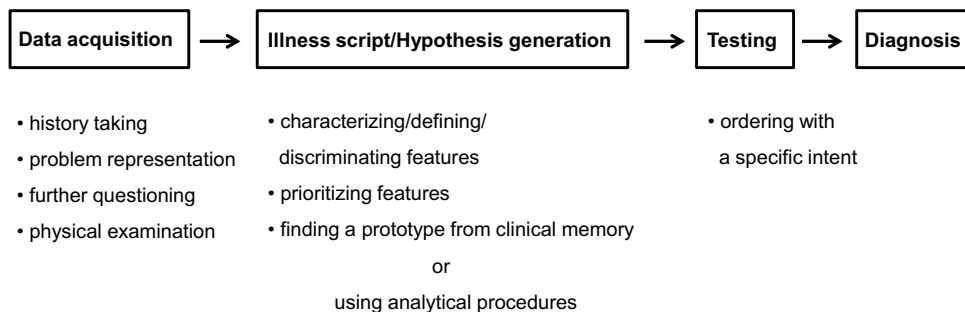 Data acquisition
Illness script/Hypothesis generation
Testing
Diagnosis
• history taking
• problem representation
• further questioning
• physical examination
• characterizing/defining/
discriminating features
• prioritizing features
• finding a prototype from clinical memory
or
using analytical procedures
• ordering with
a specific intent